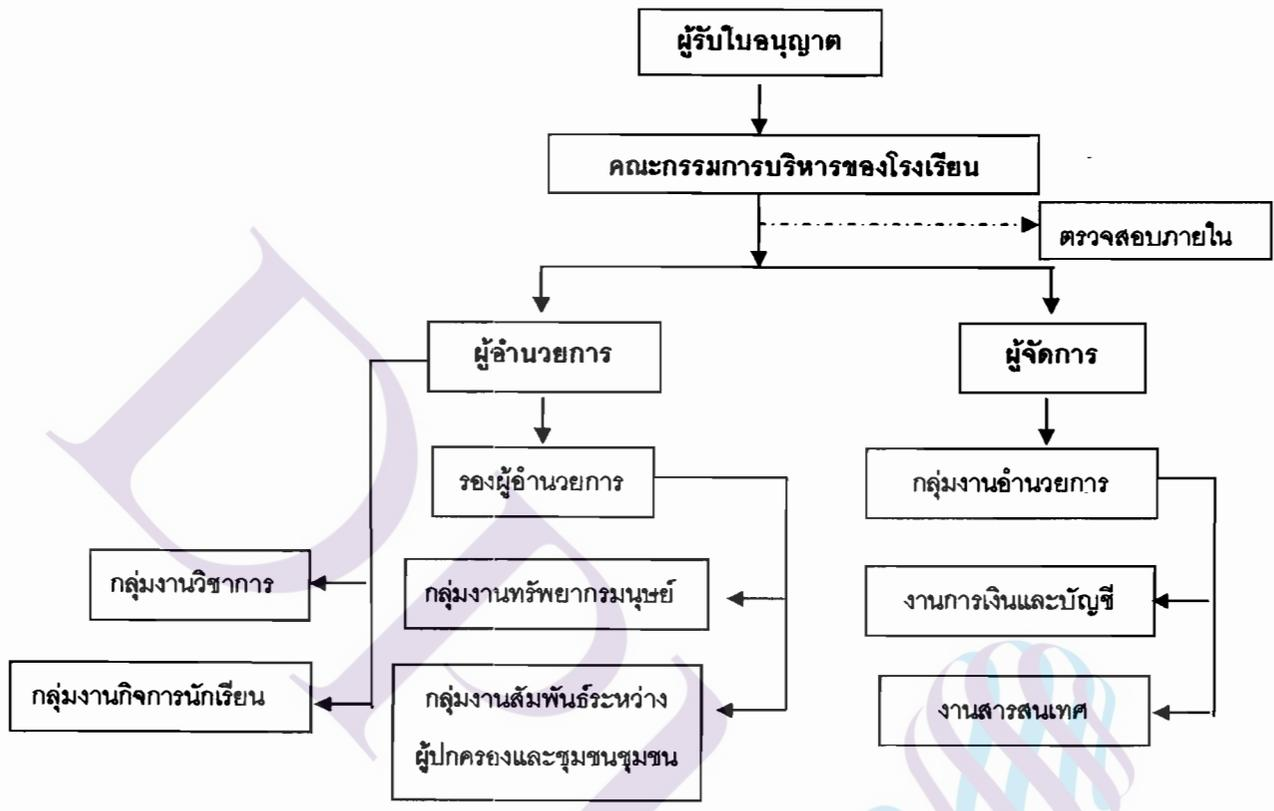 ผู้รับใบอนุญาต
คณะกรรมการบริหารของโรงเรียน
ตรวจสอบภายใน
ผู้อำนวยการ
ผู้จัดการ
รองผู้อำนวยการ
กลุ่มงานอำนวยการ
กลุ่มงานวิชาการ
กลุ่มงานทรัพยากรมนุษย์
งานการเงินและบัญชี
กลุ่มงานกิจการนักเรียน
กลุ่มงานสัมพันธ์ระหว่าง
ผู้ปกครองและชุมชนชุมชน
งานสารสนเทศ
DPU